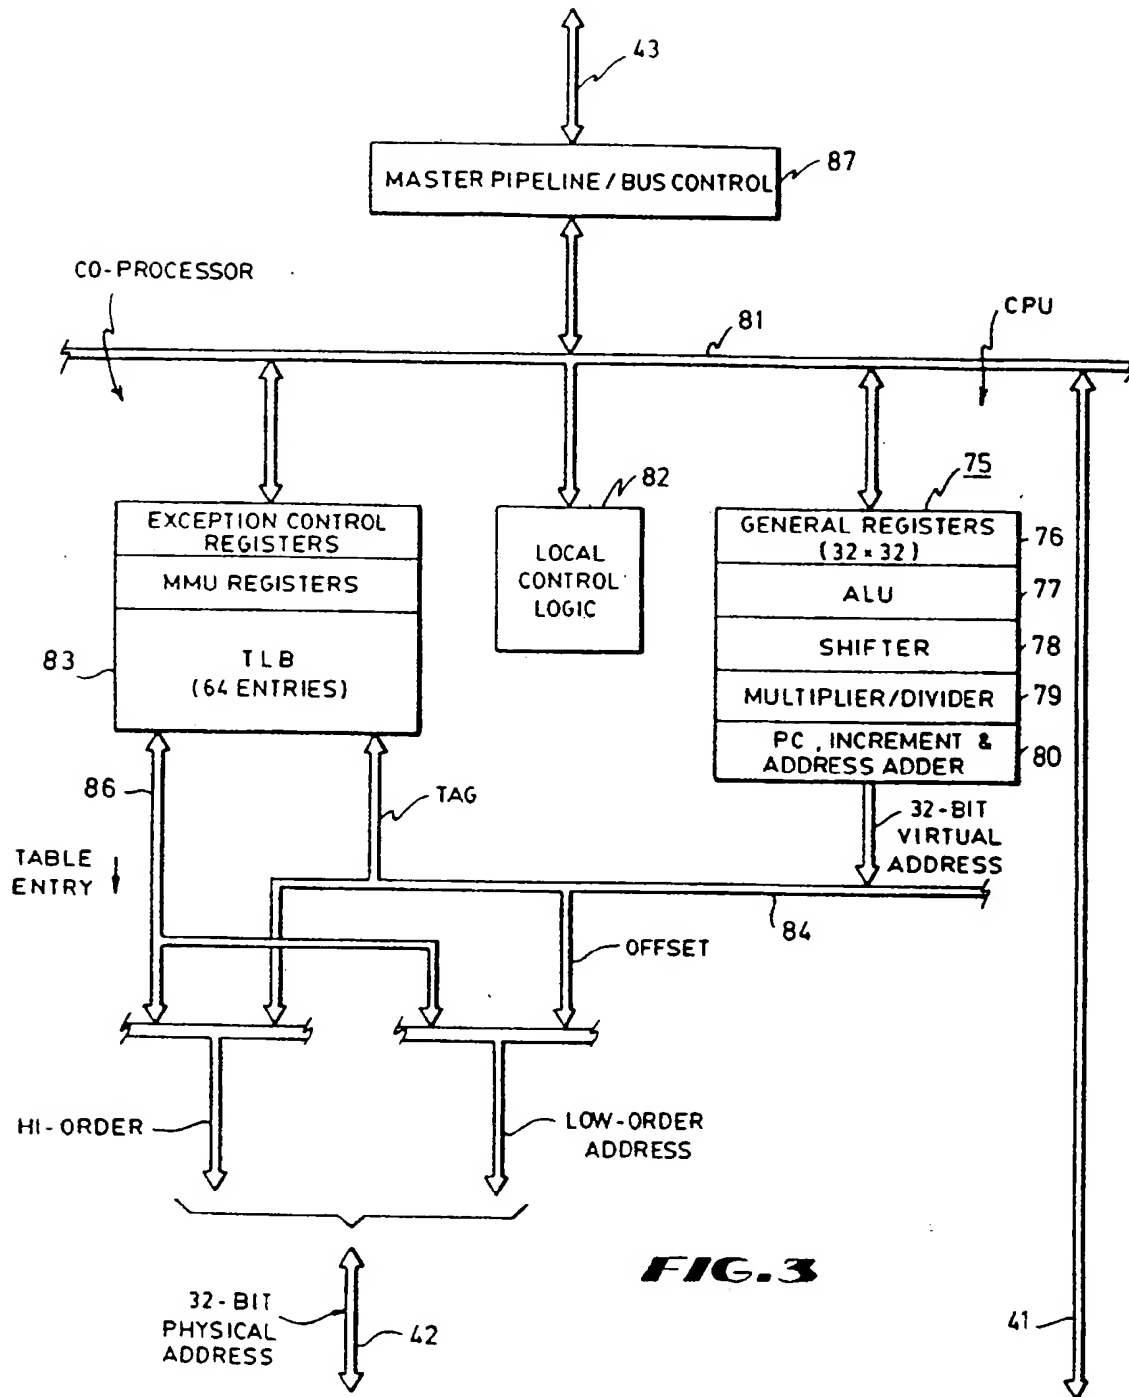 43
MASTER PIPELINE / BUS CONTROL
87
CO-PROCESSOR
81
CPU
EXCEPTION CONTROL
REGISTERS
MMU REGISTERS
TLB
(64 ENTRIES)
83
82
LOCAL
CONTROL
LOGIC
75
GENERAL REGISTERS
(32 × 32)
76
ALU
77
SHIFTER
78
MULTIPLIER/DIVIDER
79
PC, INCREMENT &
ADDRESS ADDER
80
86
TAG
32-BIT
VIRTUAL
ADDRESS
TABLE
ENTRY
84
OFFSET
HI-ORDER
LOW-ORDER
ADDRESS
32-BIT
PHYSICAL
ADDRESS
42
FIG.3
41